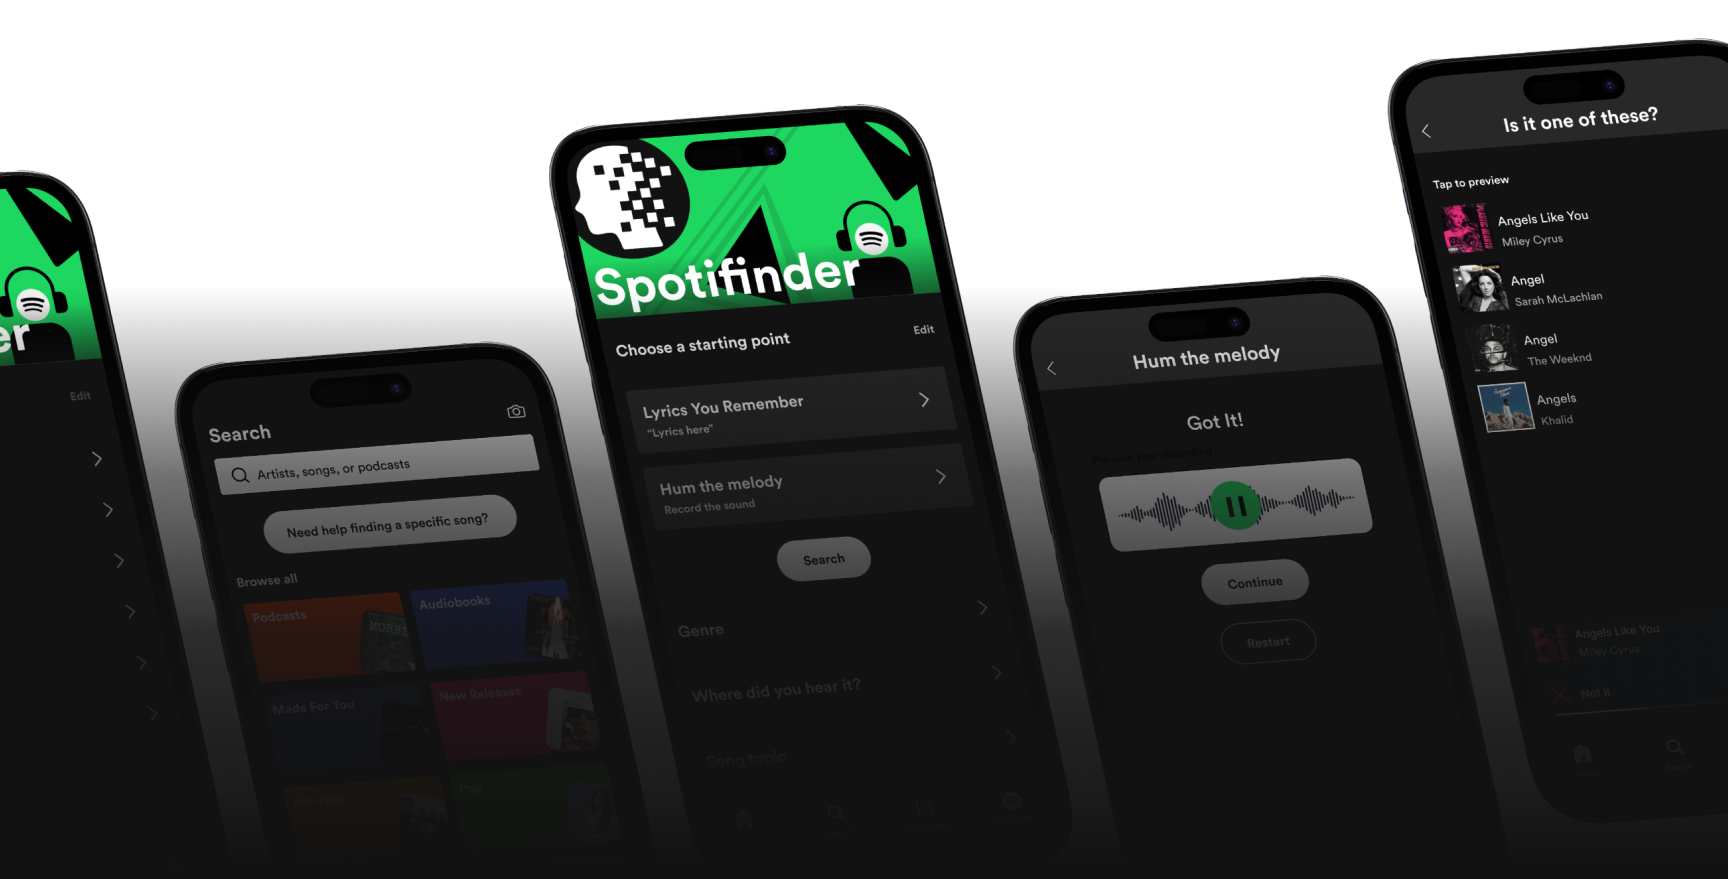 er
Edit
Search
Artists, songs, or podcasts
Need help finding a specific song?
Browse all
Podcasts
Audiobooks
Made For You
New Releases
Hip-Hop
Pop
Spotifinder
Choose a starting point
Edit
Lyrics You Remember
“Lyrics here”
Hum the melody
Record the sound
Search
Genre
Where did you hear it?
Song topic
Hum the melody
Got It!
Preview your recording
Continue
Restart
Is it one of these?
Tap to preview
Angels Like You
Miley Cyrus
Angel
Sarah McLachlan
Angel
The Weeknd
Angels
Khalid
Angels Like You
Miley Cyrus
Not it
Search